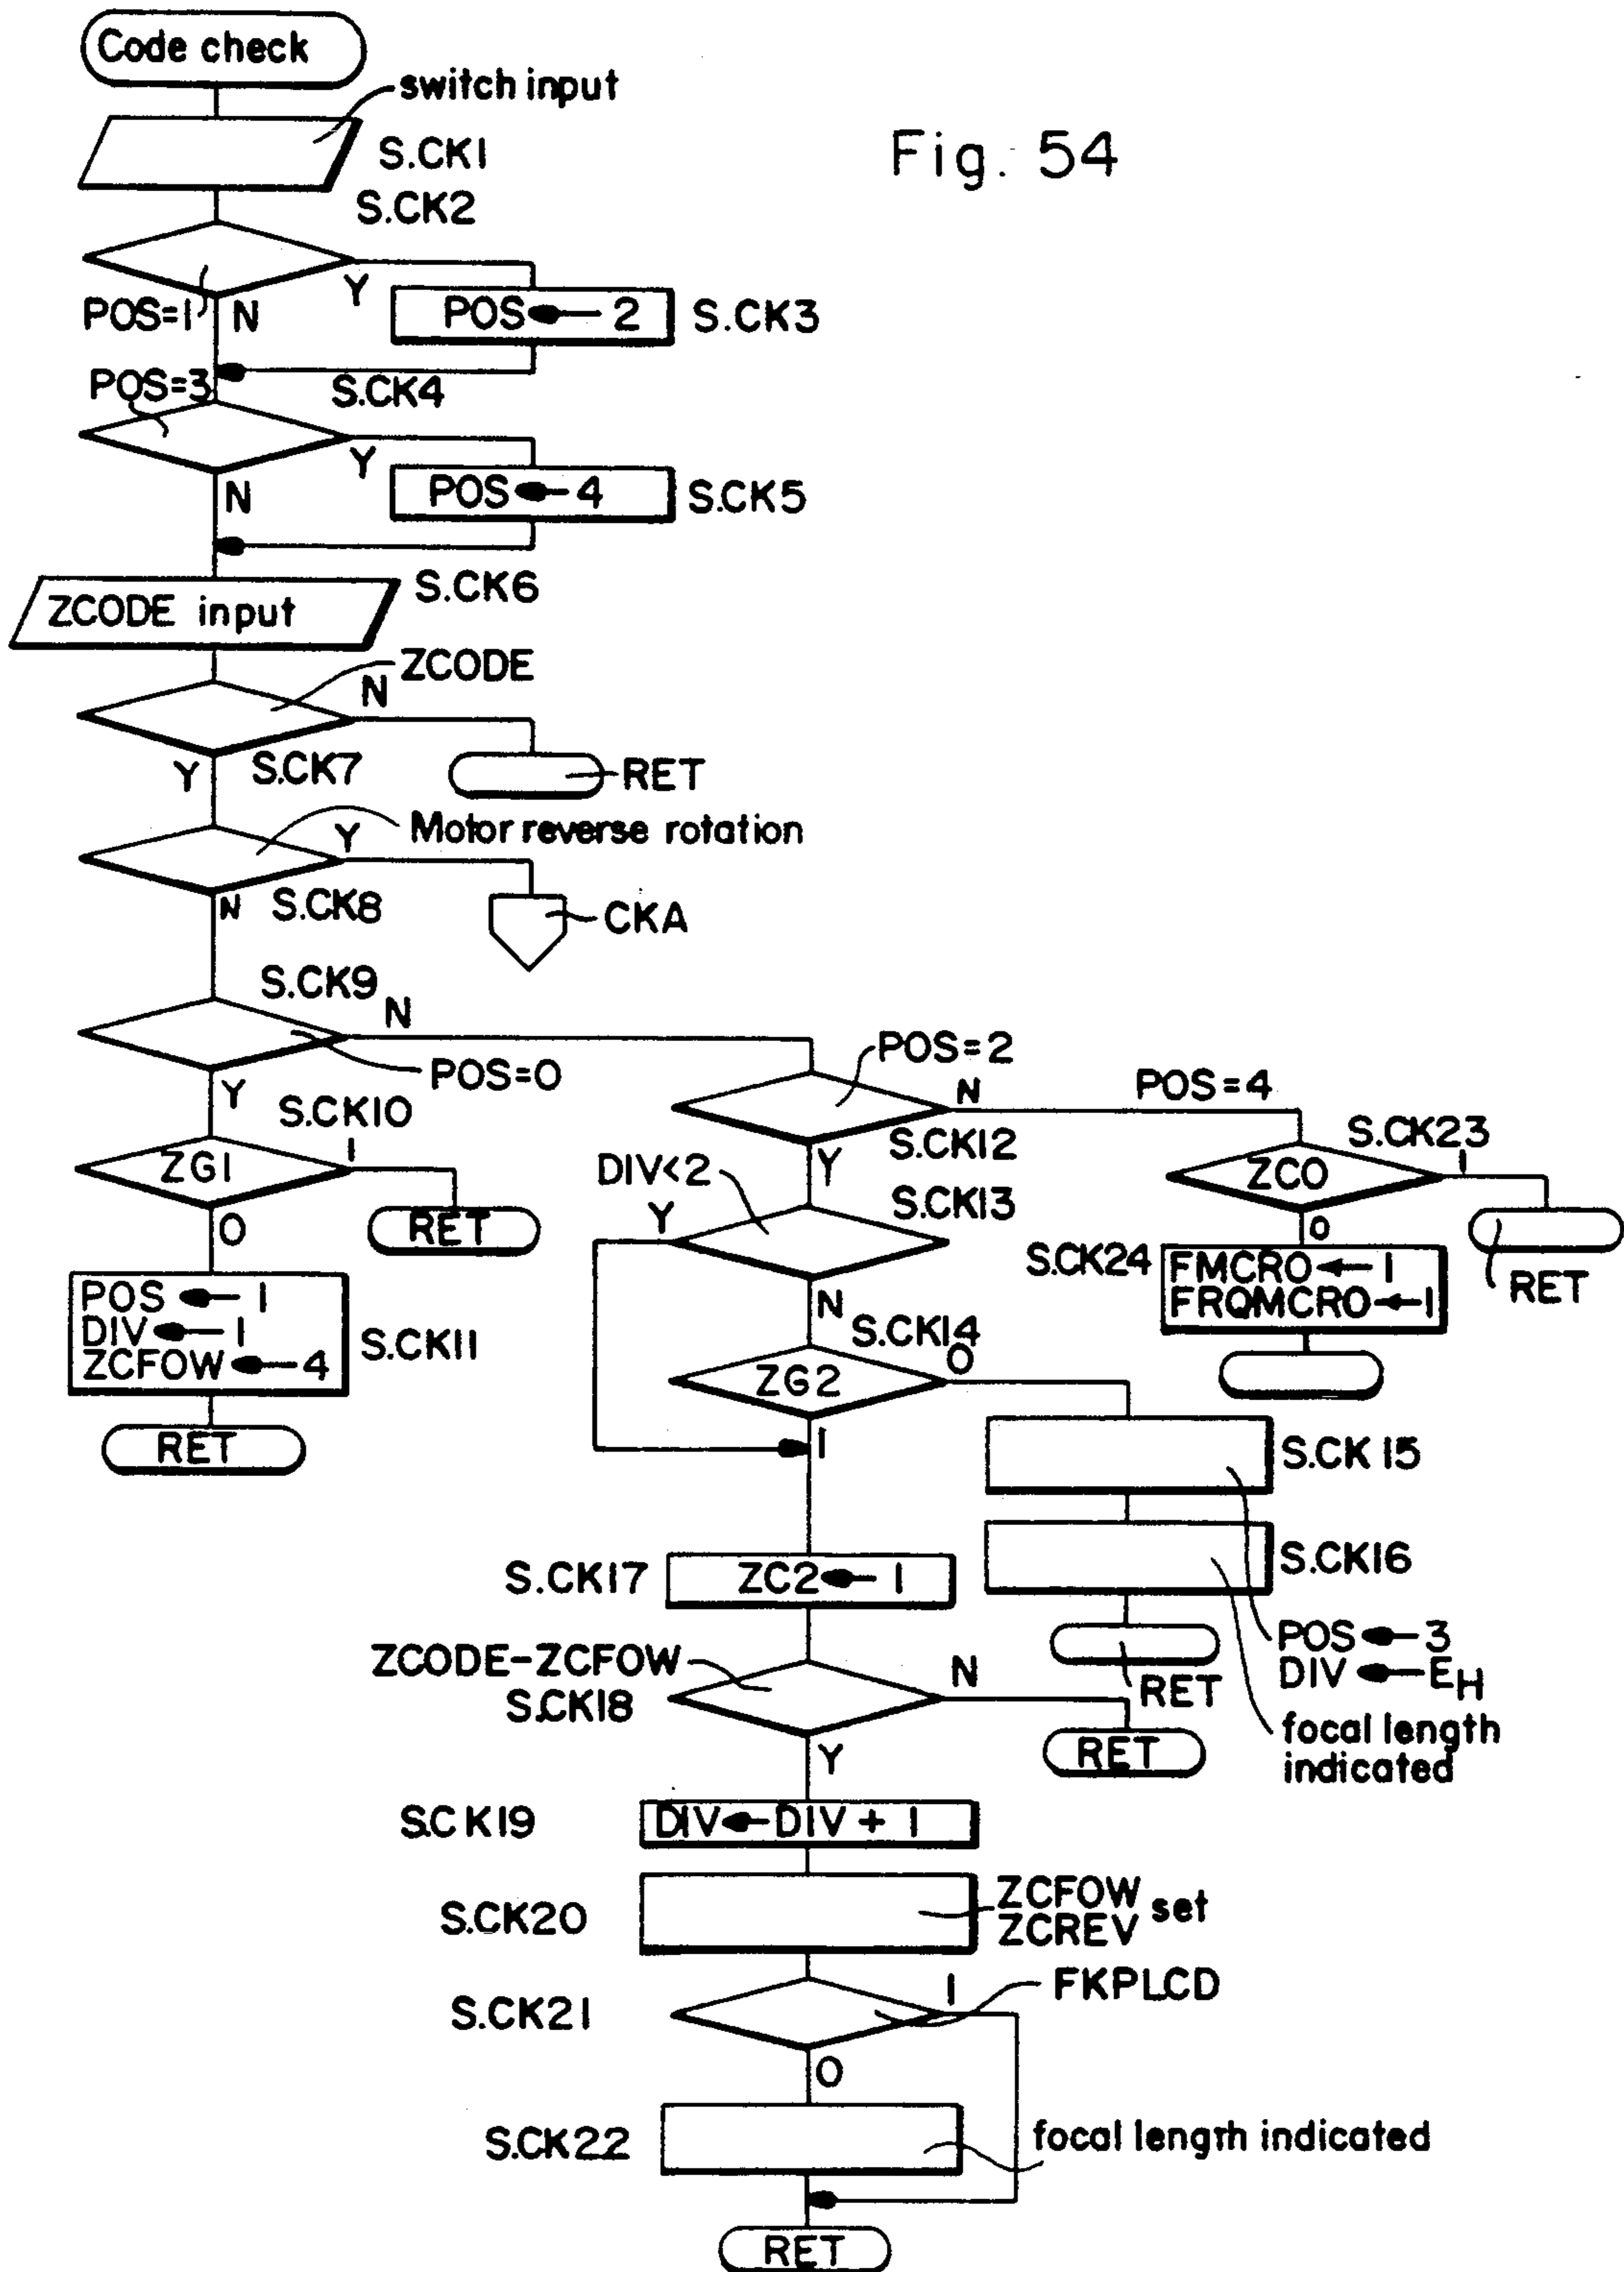 Code check
switch input
Fig. 54
S.CK1
S.CK2
POS=1
Y
N
POS ← 2
S.CK3
POS=3
S.CK4
Y
N
POS ← 4
S.CK5
S.CK6
ZCODE input
ZCODE
N
Y
S.CK7
RET
Y
Motor reverse rotation
N
S.CK8
CKA
S.CK9
N
POS=0
Y
POS=2
N
POS=4
S.CK10
S.CK12
S.CK23
ZG1
1
RET
0
DIV<2
Y
S.CK13
Y
ZC0
1
0
RET
S.CK24
FMCRO ← 1
FRQMCRO ← 1
POS ← 1
DIV ← 1
ZCFOW ← 4
S.CK11
RET
N
S.CK14
ZG2
0
1
S.CK15
S.CK16
S.CK17
ZC2 ← 1
POS ← 3
DIV ← EH
RET
focal length
indicated
ZCODE-ZCFOW
S.CK18
N
RET
Y
S.CK19
DIV ← DIV + 1
S.CK20
ZCFOW
ZCREV set
S.CK21
1
FKPLCD
0
S.CK22
focal length indicated
RET